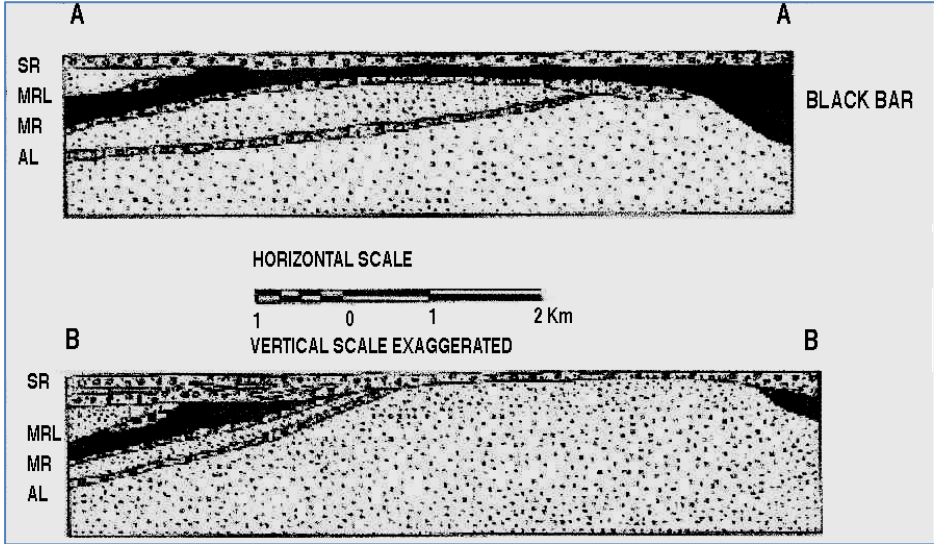 A A
SR
MRL
MR
AL
BLACK BAR
HORIZONTAL SCALE
1 0 1 2 Km
VERTICAL SCALE EXAGGERATED
B B
SR
MRL
MR
AL